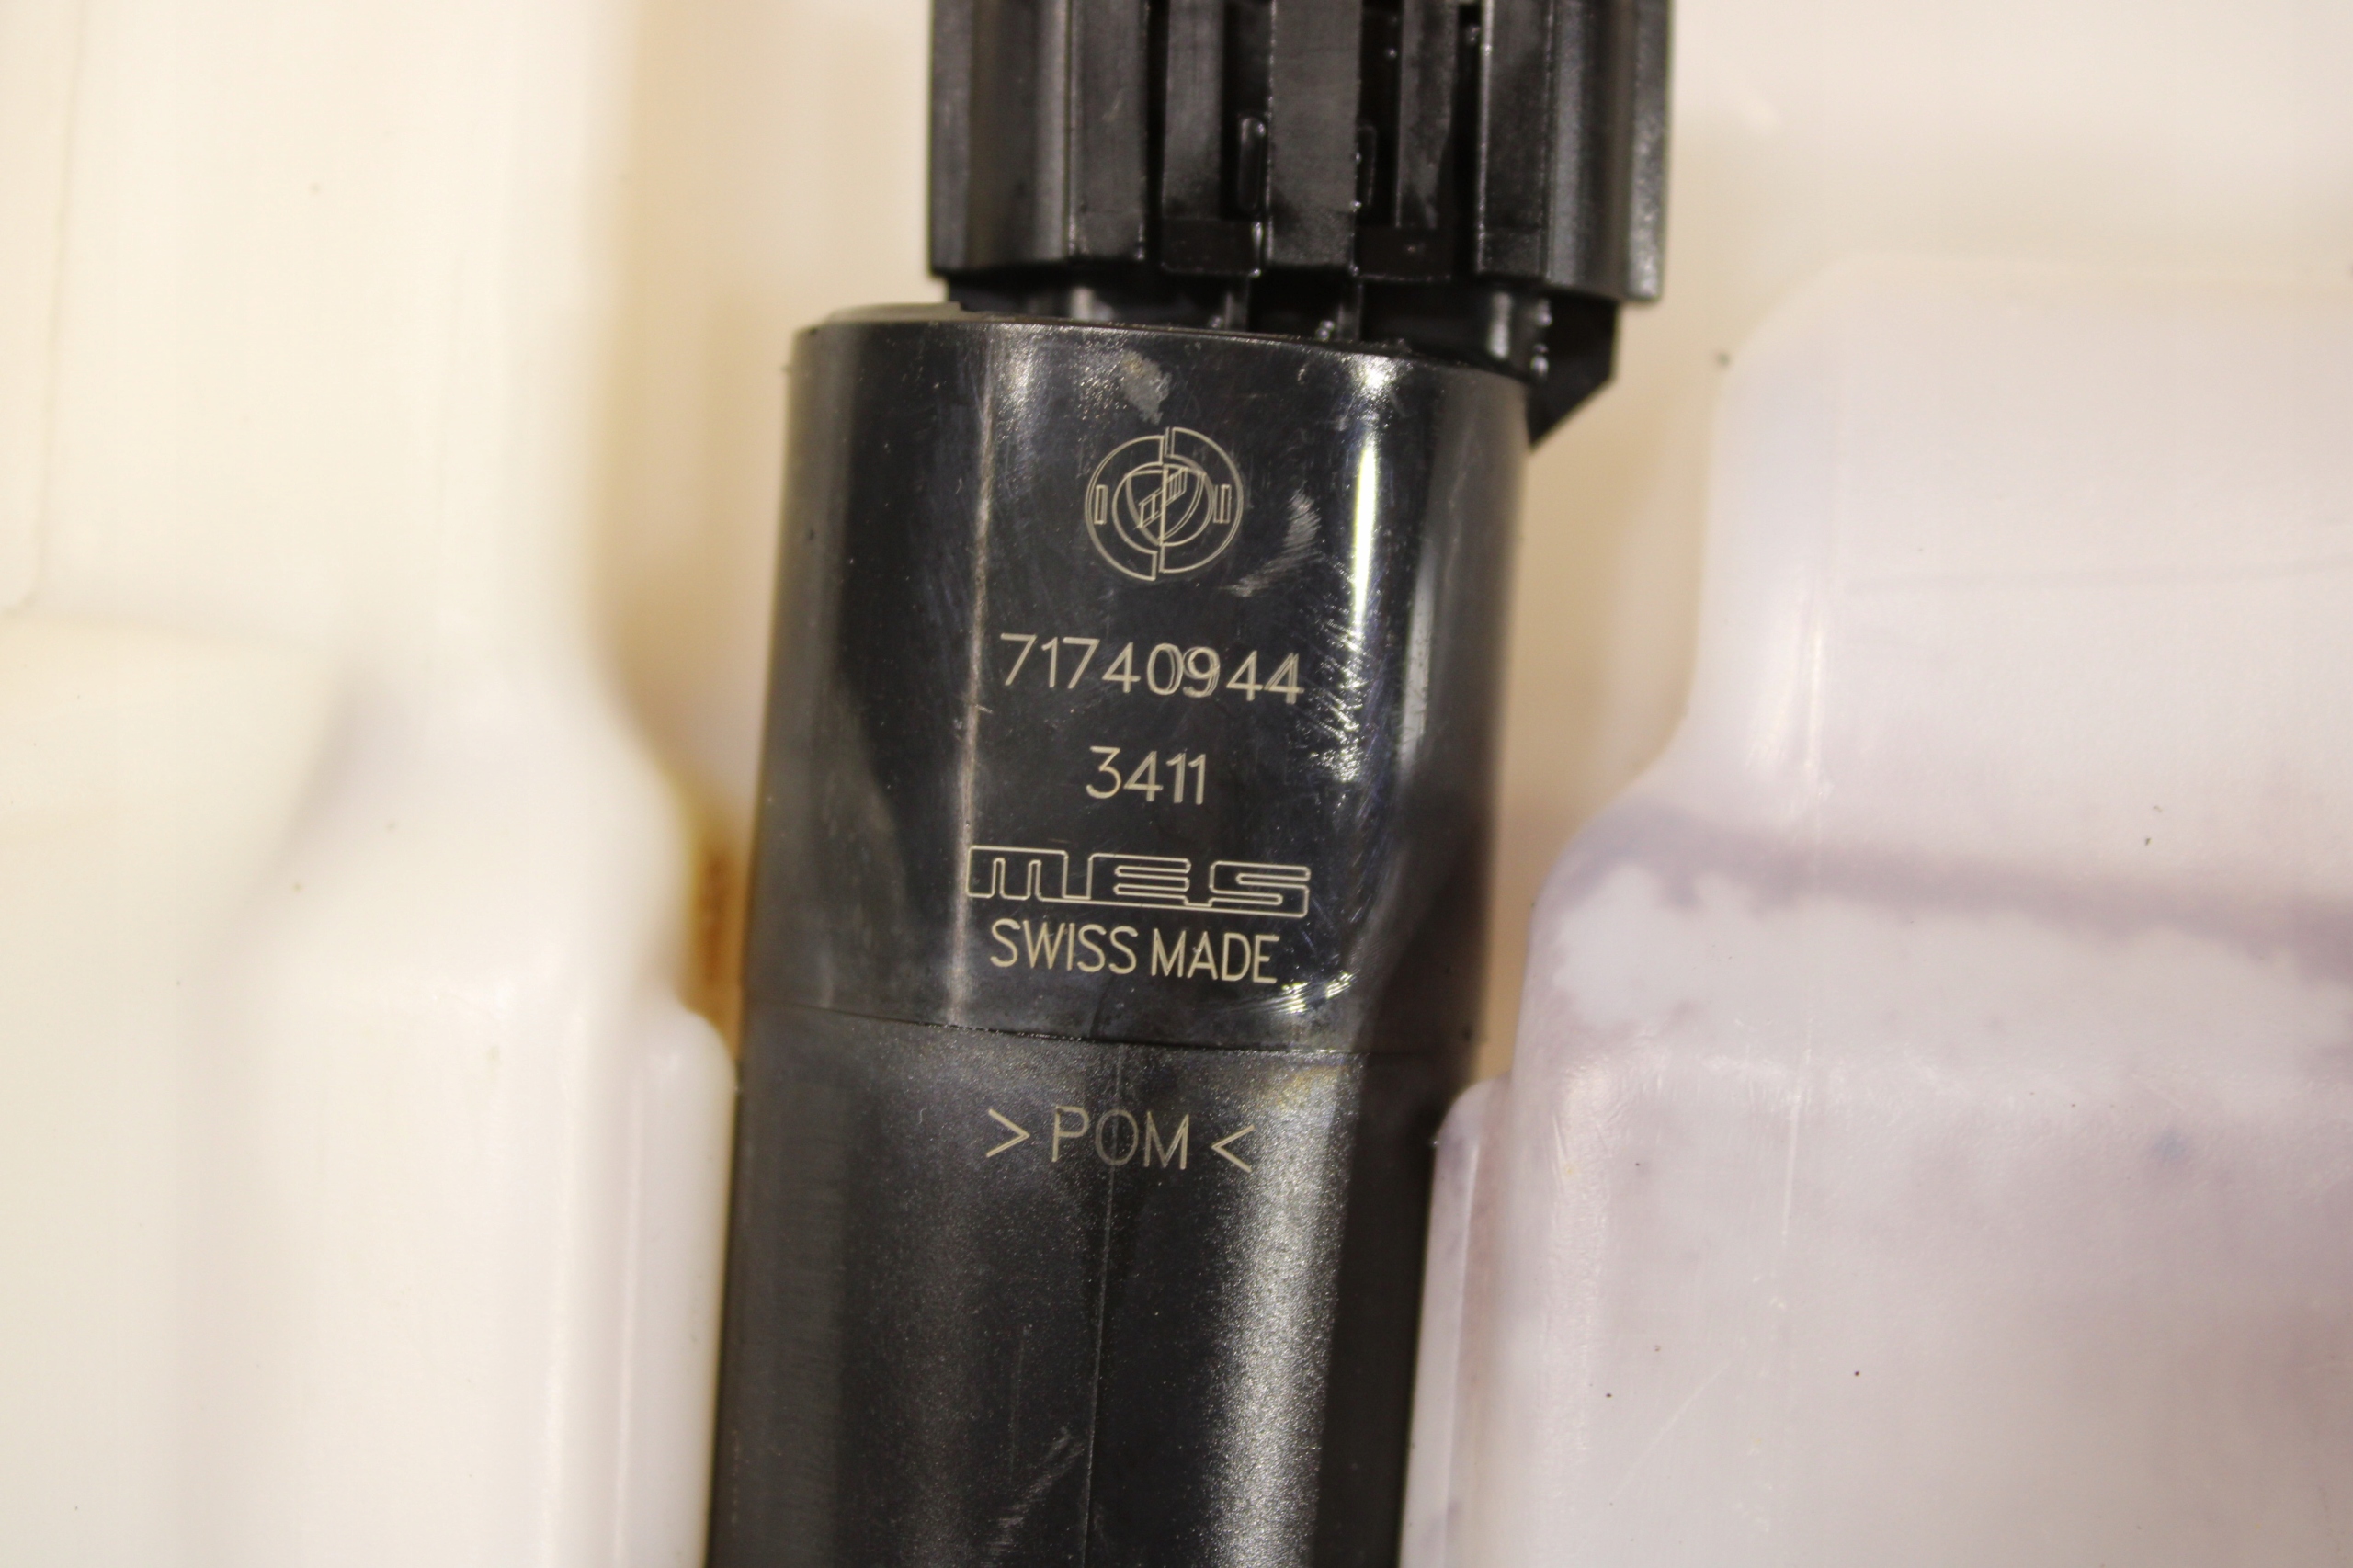 71740944
3411
MES
SWISS MADE
> POM <